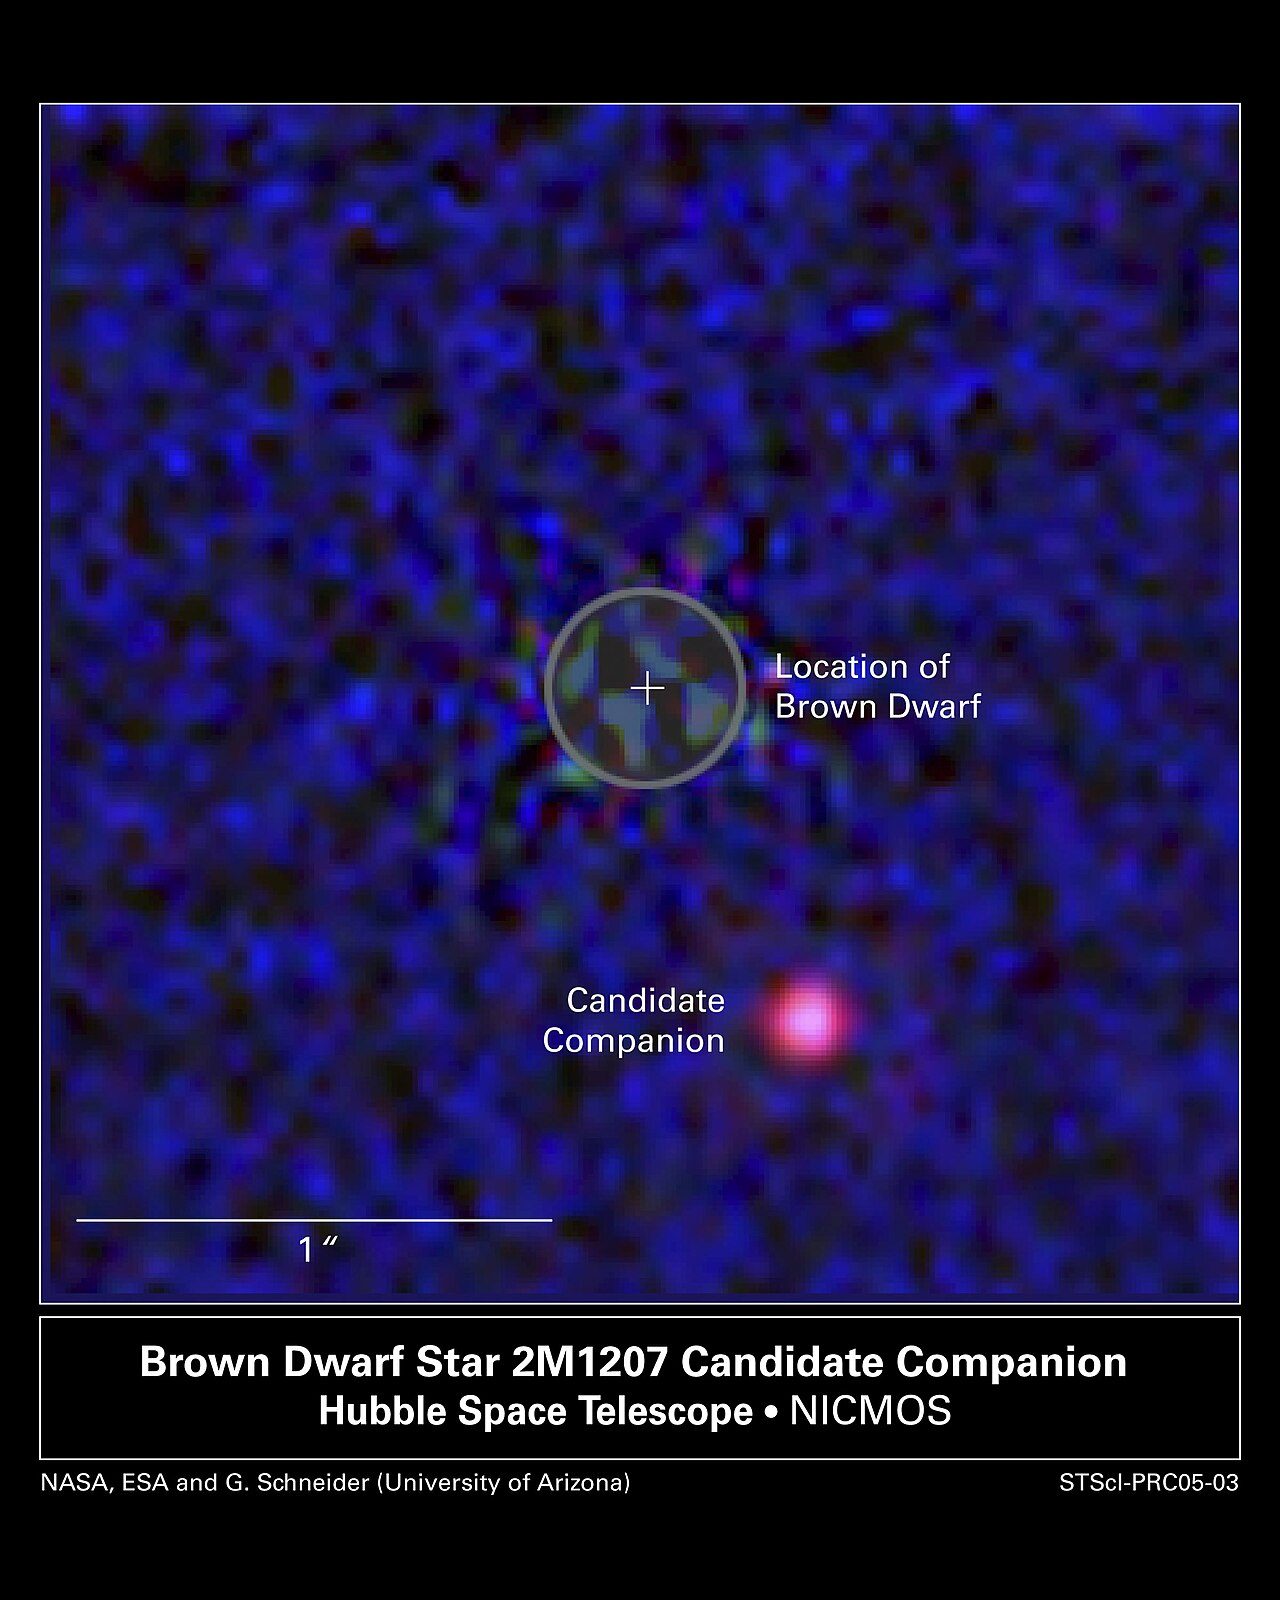 Location of
Brown Dwarf
Candidate
Companion
1 “
Brown Dwarf Star 2M1207 Candidate Companion
Hubble Space Telescope • NICMOS
NASA, ESA and G. Schneider (University of Arizona)
STScI-PRC05-03